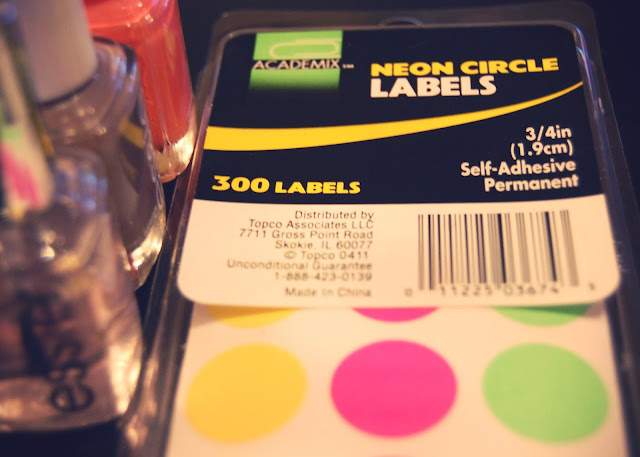 ACADEMIX™
NEON CIRCLE
LABELS
3/4in
(1.9cm)
Self-Adhesive
Permanent
300 LABELS
Distributed by
Topco Associates LLC
7711 Gross Point Road
Skokie, IL 60077
© Topco 0411
Unconditional Guarantee
1-888-423-0139
Made in China
0 11225 03674 3
essie